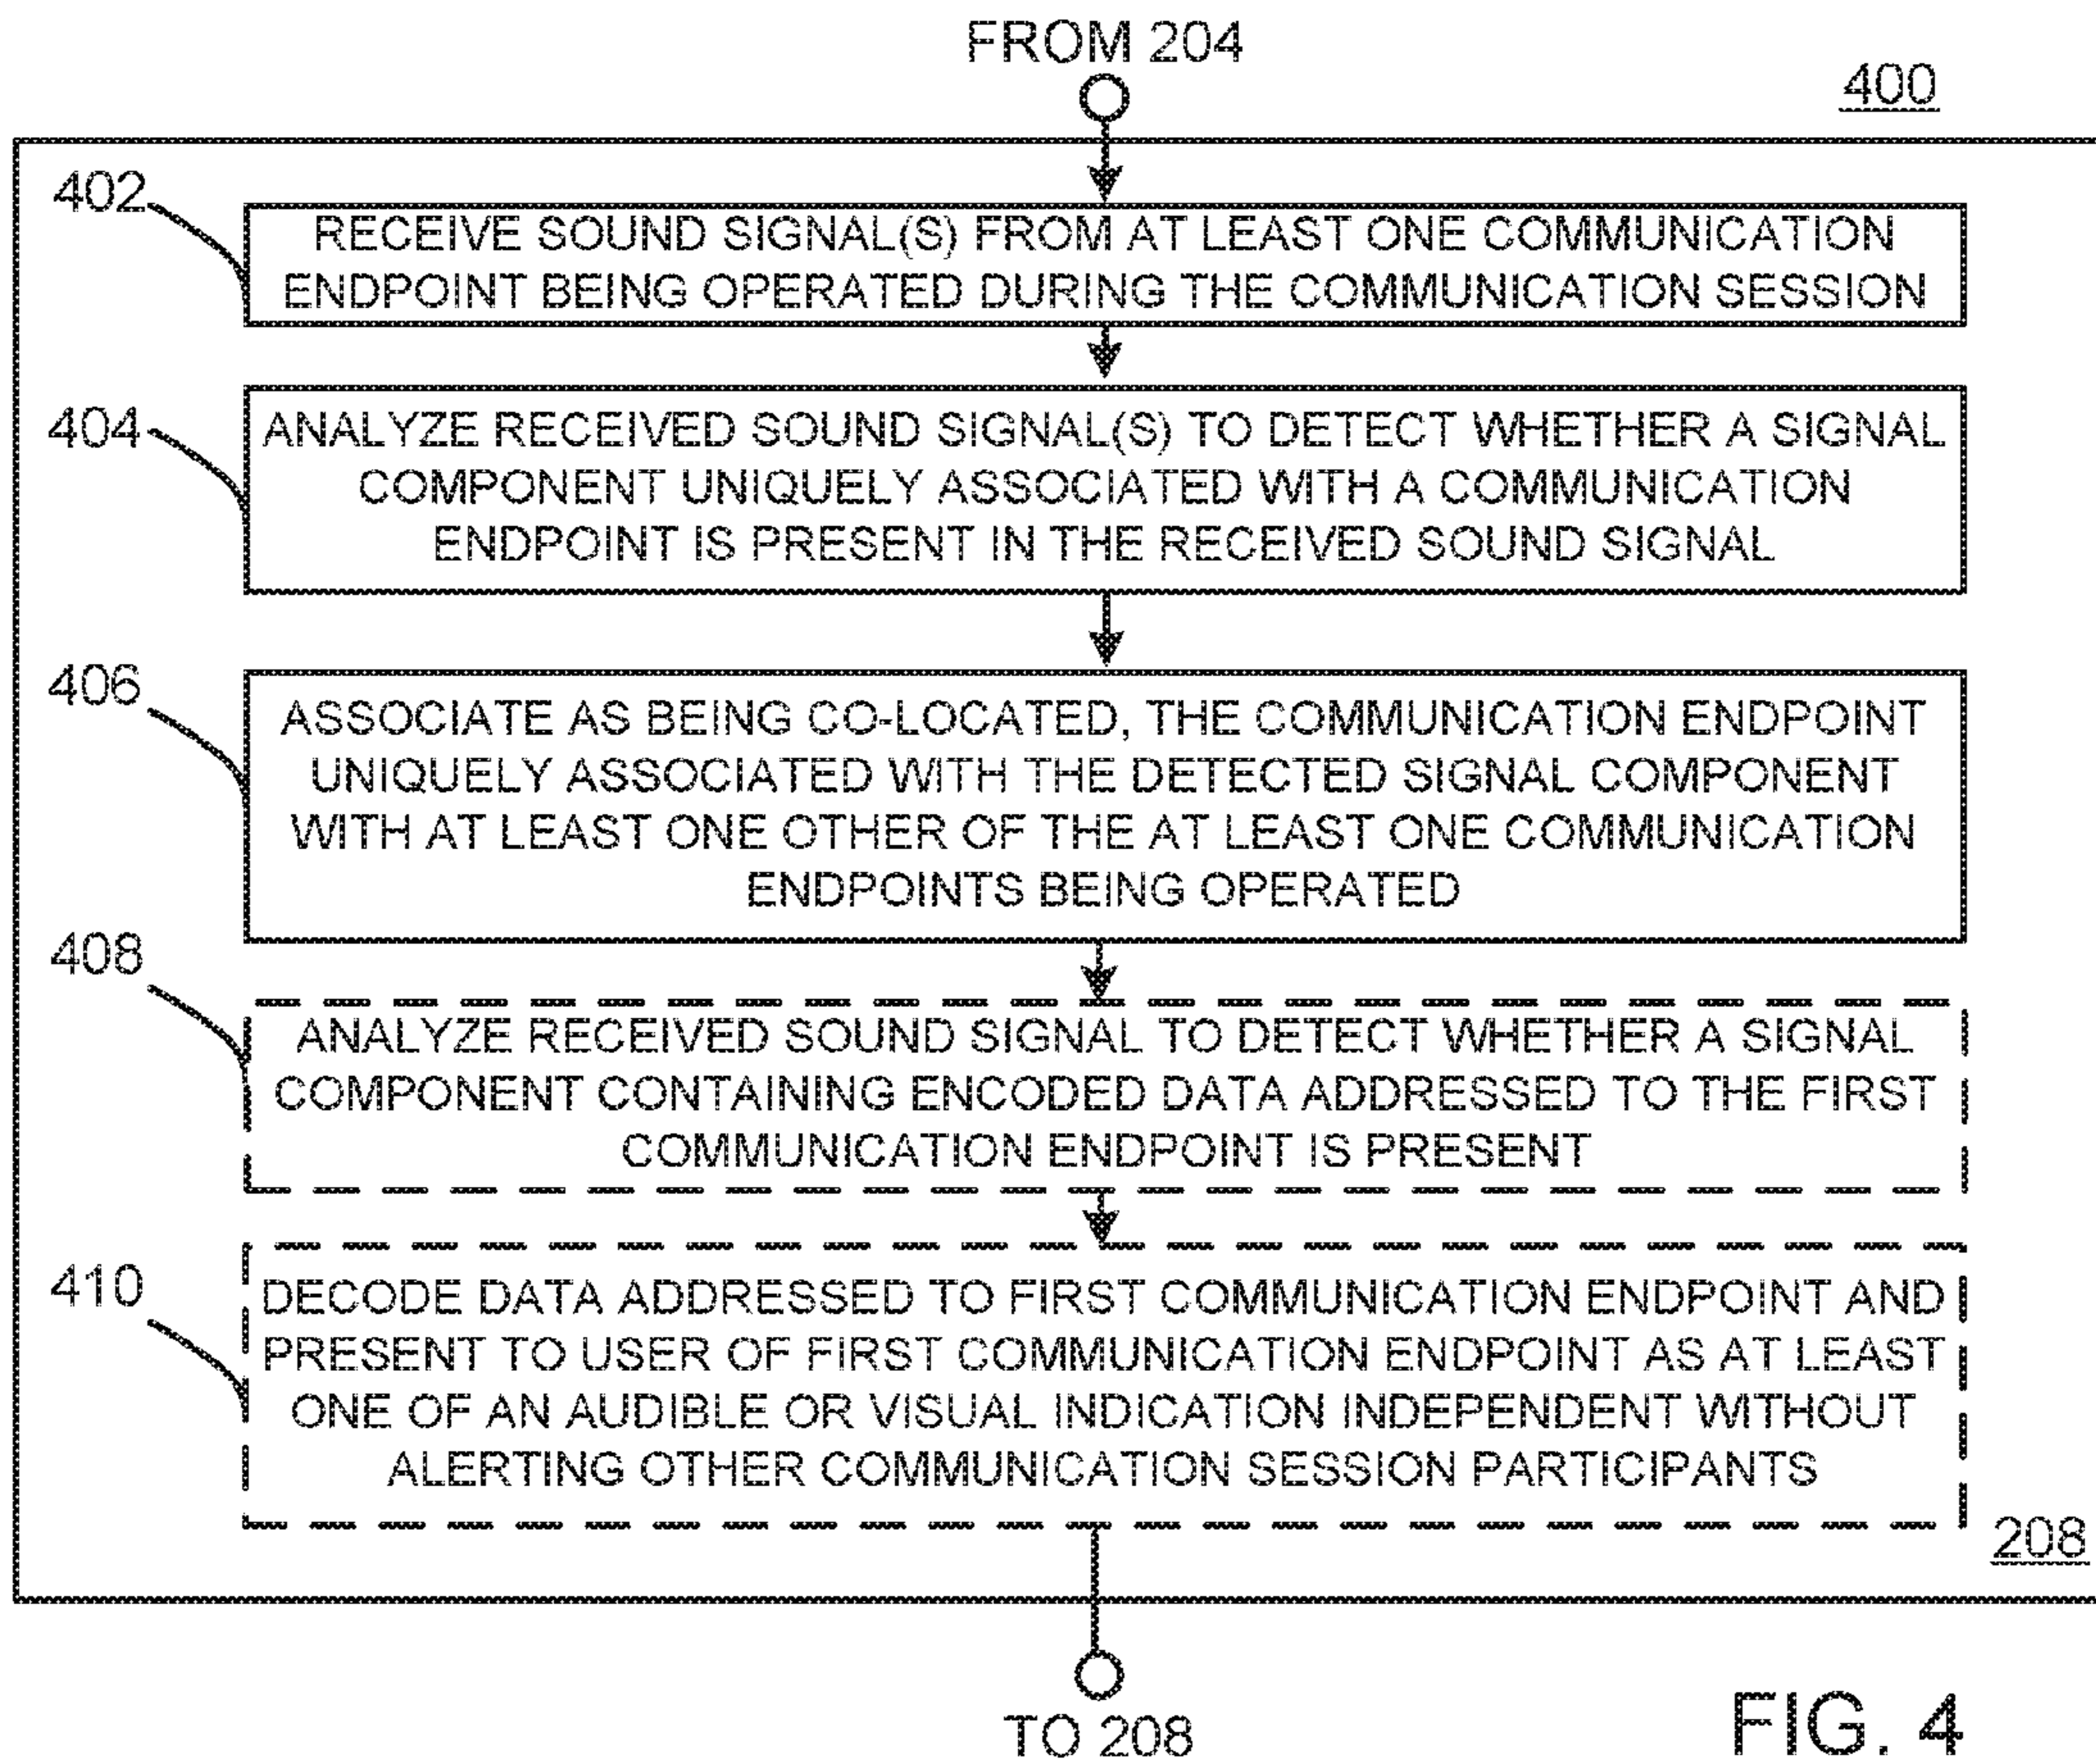 FROM 204
400
402
RECEIVE SOUND SIGNAL(S) FROM AT LEAST ONE COMMUNICATION
ENDPOINT BEING OPERATED DURING THE COMMUNICATION SESSION
404
ANALYZE RECEIVED SOUND SIGNAL(S) TO DETECT WHETHER A SIGNAL
COMPONENT UNIQUELY ASSOCIATED WITH A COMMUNICATION
ENDPOINT IS PRESENT IN THE RECEIVED SOUND SIGNAL
406
ASSOCIATE AS BEING CO-LOCATED, THE COMMUNICATION ENDPOINT
UNIQUELY ASSOCIATED WITH THE DETECTED SIGNAL COMPONENT
WITH AT LEAST ONE OTHER OF THE AT LEAST ONE COMMUNICATION
ENDPOINTS BEING OPERATED
408
ANALYZE RECEIVED SOUND SIGNAL TO DETECT WHETHER A SIGNAL
COMPONENT CONTAINING ENCODED DATA ADDRESSED TO THE FIRST
COMMUNICATION ENDPOINT IS PRESENT
410
DECODE DATA ADDRESSED TO FIRST COMMUNICATION ENDPOINT AND
PRESENT TO USER OF FIRST COMMUNICATION ENDPOINT AS AT LEAST
ONE OF AN AUDIBLE OR VISUAL INDICATION INDEPENDENT WITHOUT
ALERTING OTHER COMMUNICATION SESSION PARTICIPANTS
208
TO 208
FIG. 4